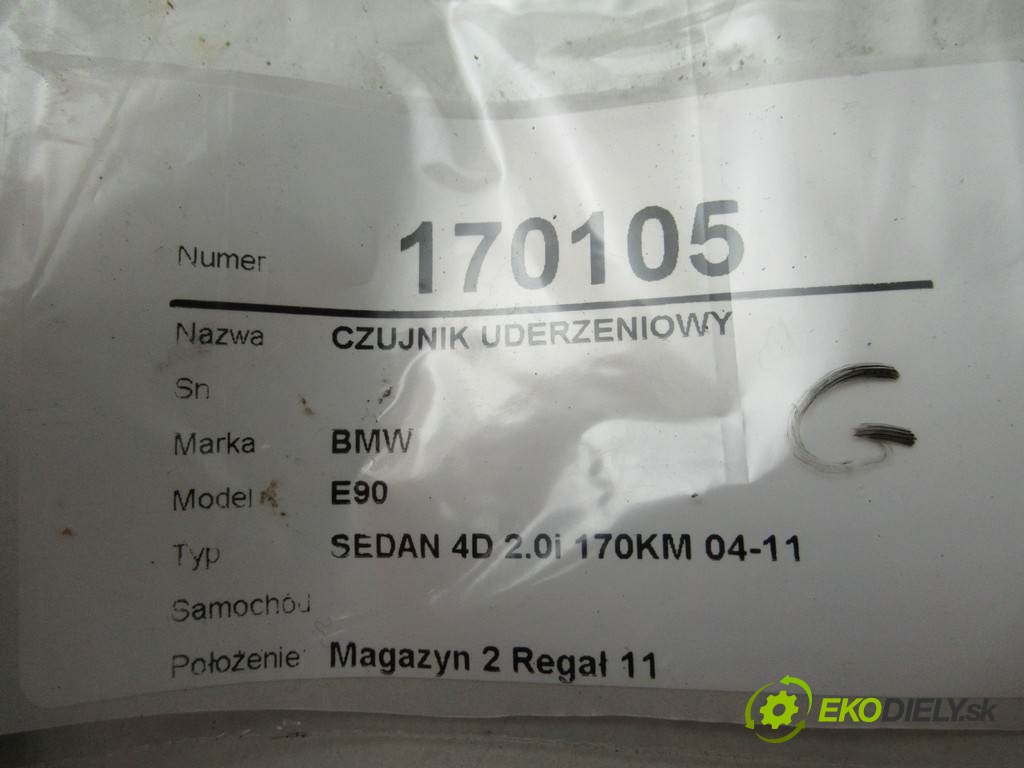 Numer 170105
Nazwa CZUJNIK UDERZENIOWY
Sn
Marka BMW
G
Model E90
Typ SEDAN 4D 2.0i 170KM 04-11
Samochód
Położenie Magazyn 2 Regał 11
EKODIELY.sk